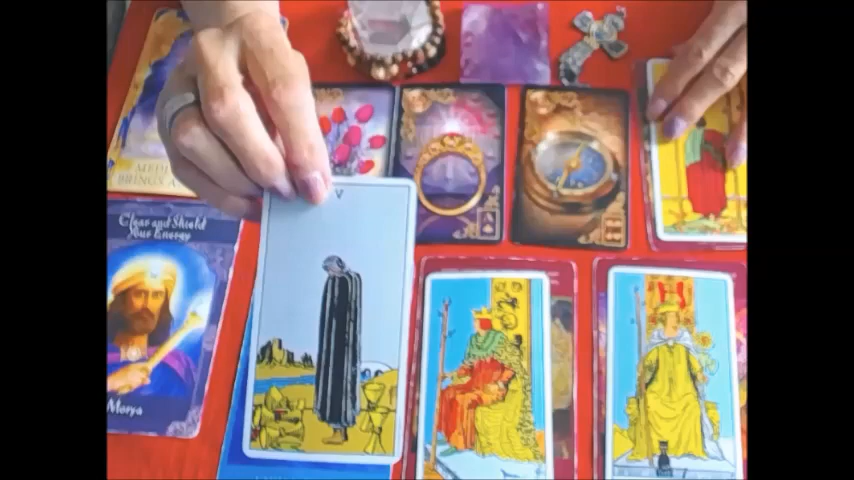 MEDI
BRINGS A
V
Clear and Shield
Your Energy
Morya